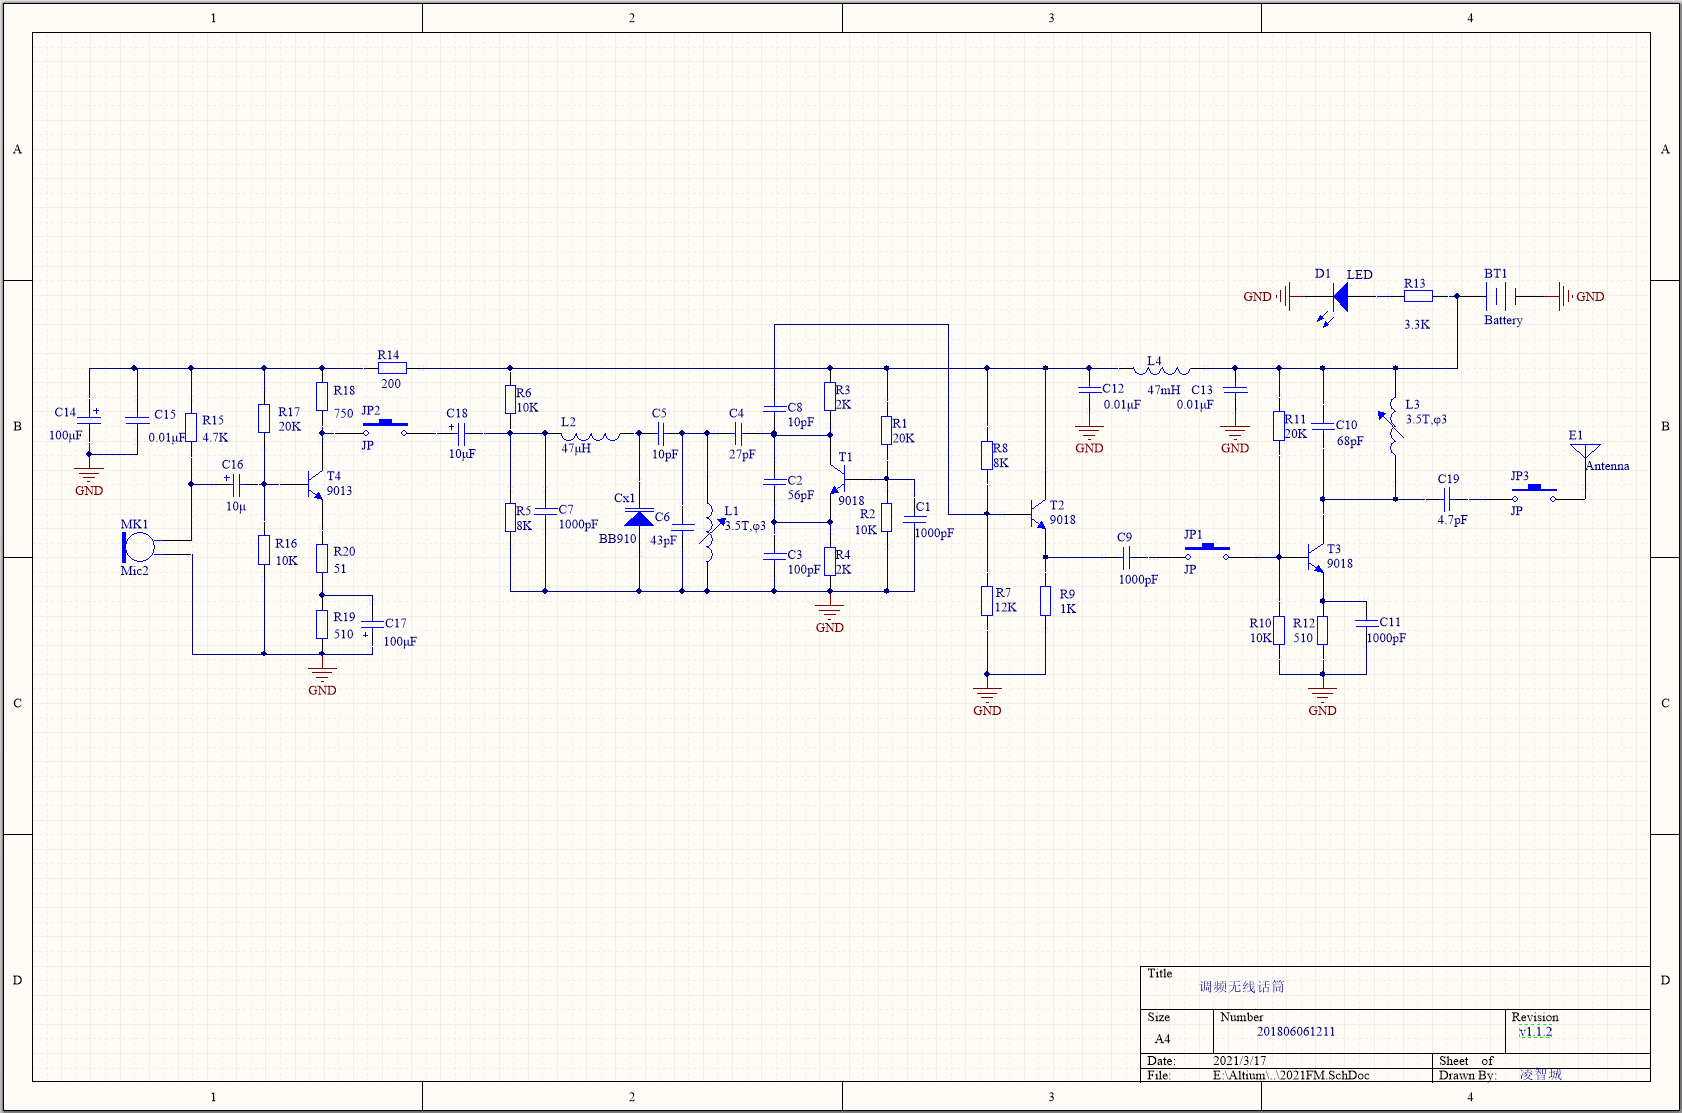 1 2 3 4
A A
D1 LED BT1
GND R13 GND
3.3K Battery
R14 L4
200 47mH
B B
C14 C15 R15 R17 R18 JP2 C18 R6 L2 C5 C4 C8 R3 R1 C12 C13 R11 C10 L3 E1
100μF 0.01μF 4.7K 20K 750 JP 10μF 10K 47μH 10pF 27pF 10pF 2K 20K 0.01μF 0.01μF 20K 68pF 3.5T,φ3 Antenna
GND GND GND
C16 T4 C2 T1 R8 C19 JP3
10μ 9013 56pF 9018 8K 4.7pF JP
MK1 R5 C7 Cx1 C6 L1 R2 C1 T2
Mic2 8K 1000pF BB910 43pF 3.5T,φ3 10K 1000pF 9018
R16 R20 C3 R4 C9 JP1 T3
10K 51 100pF 2K 1000pF JP 9018
R19 C17 GND R7 R9 R10 R12 C11
510 100μF 12K 1K 10K 510 1000pF
GND GND GND
C C
D D
Title
调频无线话筒
Size Number Revision
A4 201806061211 v1.1.2
Date: 2021/3/17 Sheet of
File: E:\Altium\..\2021FM.SchDoc Drawn By: 凌智城
1 2 3 4